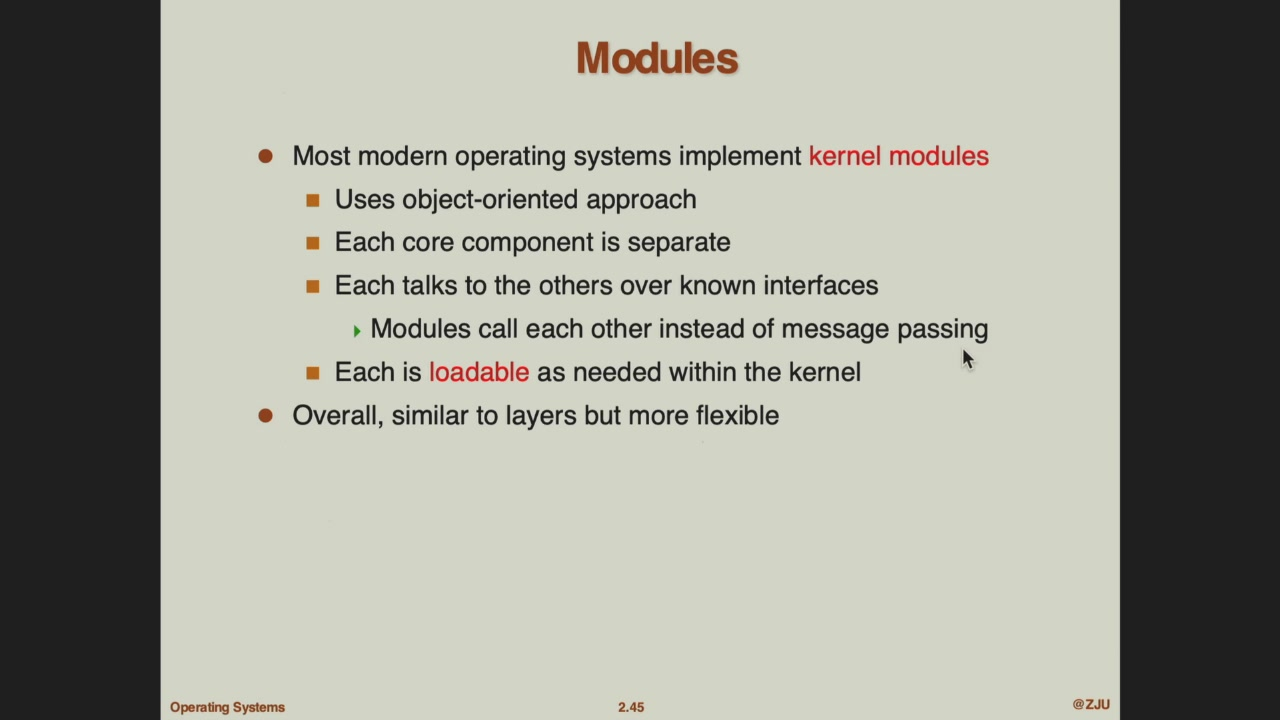 Modules
Most modern operating systems implement kernel modules
Uses object-oriented approach
Each core component is separate
Each talks to the others over known interfaces
Modules call each other instead of message passing
Each is loadable as needed within the kernel
Overall, similar to layers but more flexible
Operating Systems
2.45
@ZJU